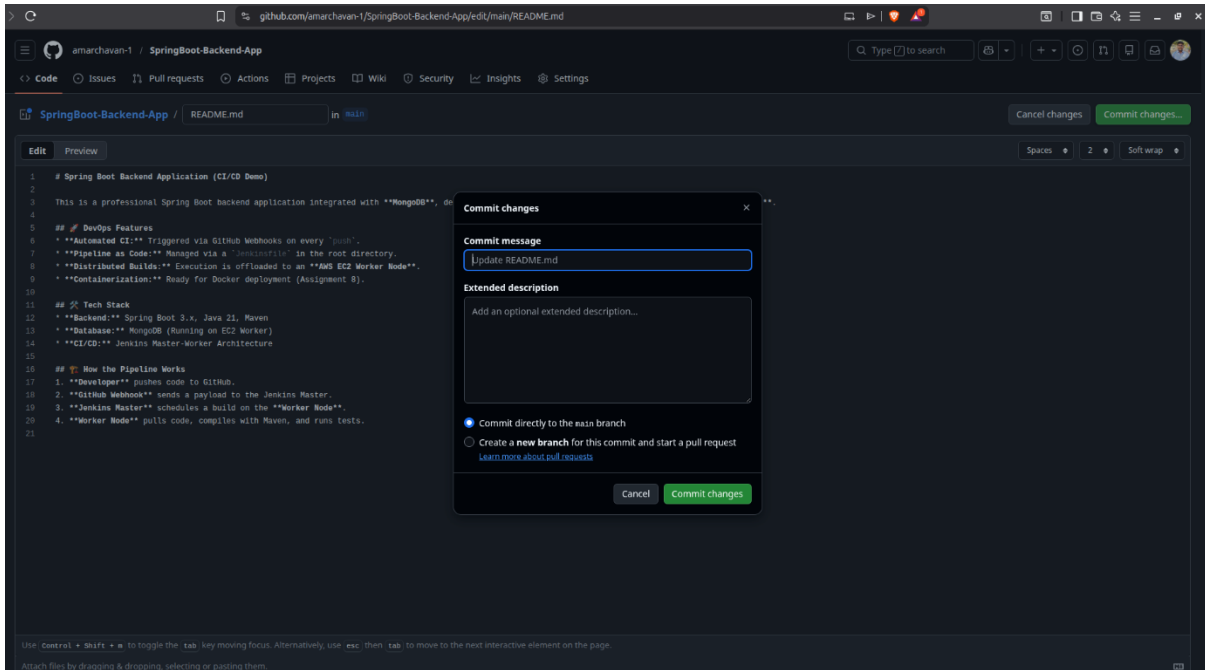 github.com/amarchavan-1/SpringBoot-Backend-App/edit/main/README.md
amarchavan-1 / SpringBoot-Backend-App
Q Type / to search
<> Code Issues Pull requests Actions Projects Wiki Security Insights Settings
SpringBoot-Backend-App / README.md in main
Cancel changes Commit changes...
Edit Preview
Spaces 2 Soft wrap
1 # Spring Boot Backend Application (CI/CD Demo)
2
3 This is a professional Spring Boot backend application integrated with **MongoDB**, de
**.
4
5 ## 🚀 DevOps Features
6 * **Automated CI:** Triggered via GitHub Webhooks on every `push`.
7 * **Pipeline as Code:** Managed via a `Jenkinsfile` in the root directory.
8 * **Distributed Builds:** Execution is offloaded to an **AWS EC2 Worker Node**.
9 * **Containerization:** Ready for Docker deployment (Assignment 8).
10
11 ## 🛠 Tech Stack
12 * **Backend:** Spring Boot 3.x, Java 21, Maven
13 * **Database:** MongoDB (Running on EC2 Worker)
14 * **CI/CD:** Jenkins Master-Worker Architecture
15
16 ## 🏗 How the Pipeline Works
17 1. **Developer** pushes code to GitHub.
18 2. **GitHub Webhook** sends a payload to the Jenkins Master.
19 3. **Jenkins Master** schedules a build on the **Worker Node**.
20 4. **Worker Node** pulls code, compiles with Maven, and runs tests.
21
Commit changes
Commit message
Update README.md
Extended description
Add an optional extended description...
Commit directly to the main branch
Create a new branch for this commit and start a pull request
Learn more about pull requests
Cancel Commit changes
Use Control + Shift + m to toggle the tab key moving focus. Alternatively, use esc then tab to move to the next interactive element on the page.
Attach files by dragging & dropping, selecting or pasting them.